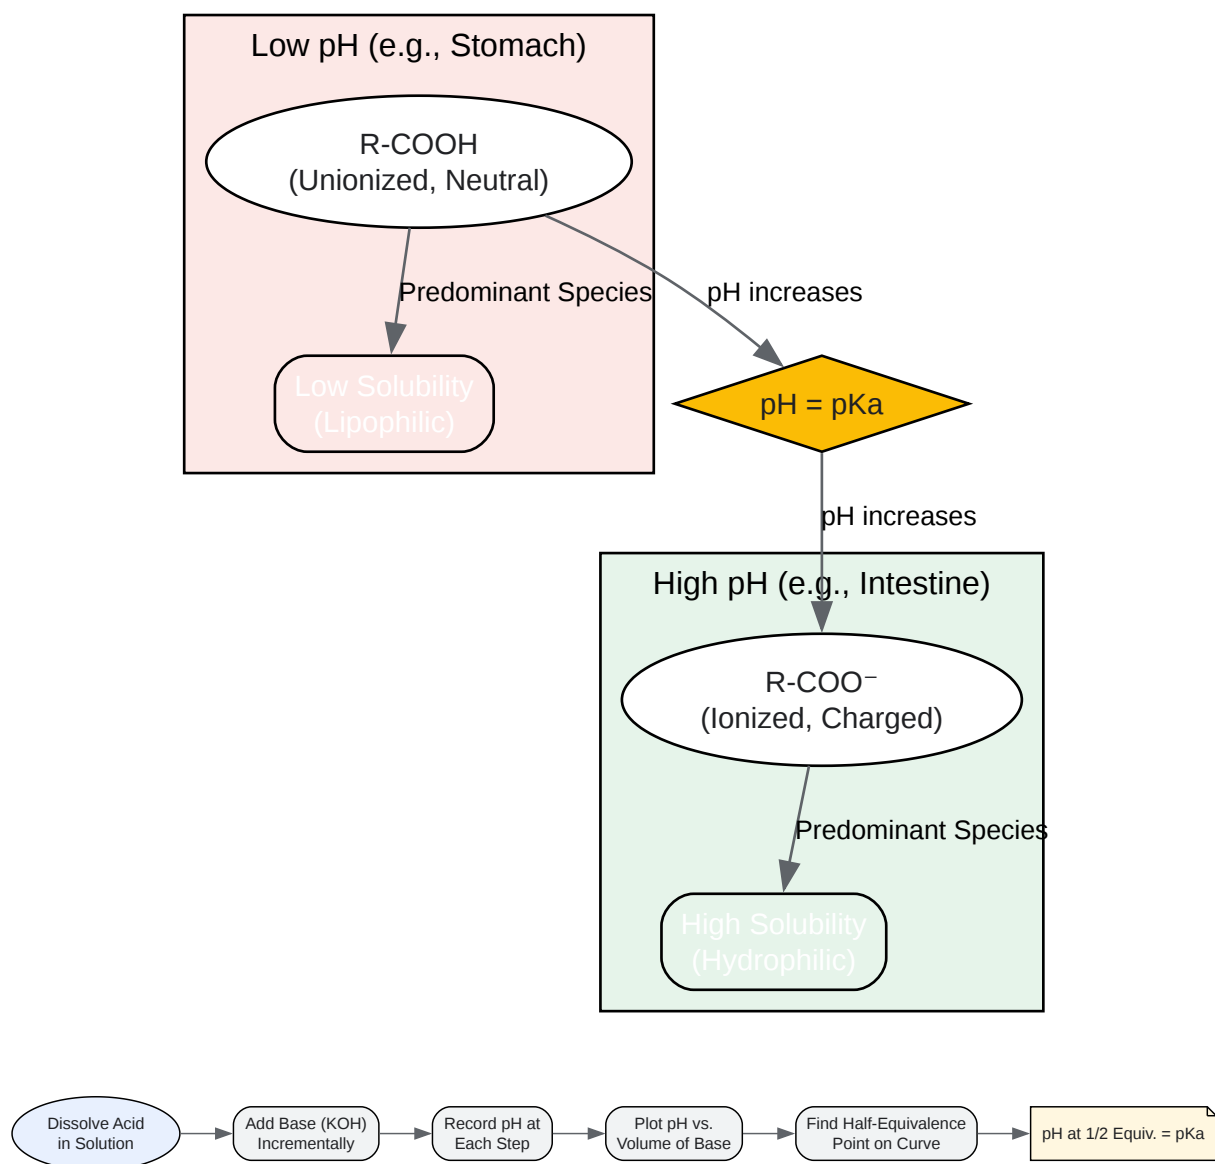 Low pH (e.g., Stomach)
R-COOH
(Unionized, Neutral)
Predominant Species
pH increases
Low Solubility
(Lipophilic)
pH = pKa
pH increases
High pH (e.g., Intestine)
R-COO⁻
(Ionized, Charged)
Predominant Species
High Solubility
(Hydrophilic)
Dissolve Acid
in Solution
Add Base (KOH)
Incrementally
Record pH at
Each Step
Plot pH vs.
Volume of Base
Find Half-Equivalence
Point on Curve
pH at 1/2 Equiv. = pKa